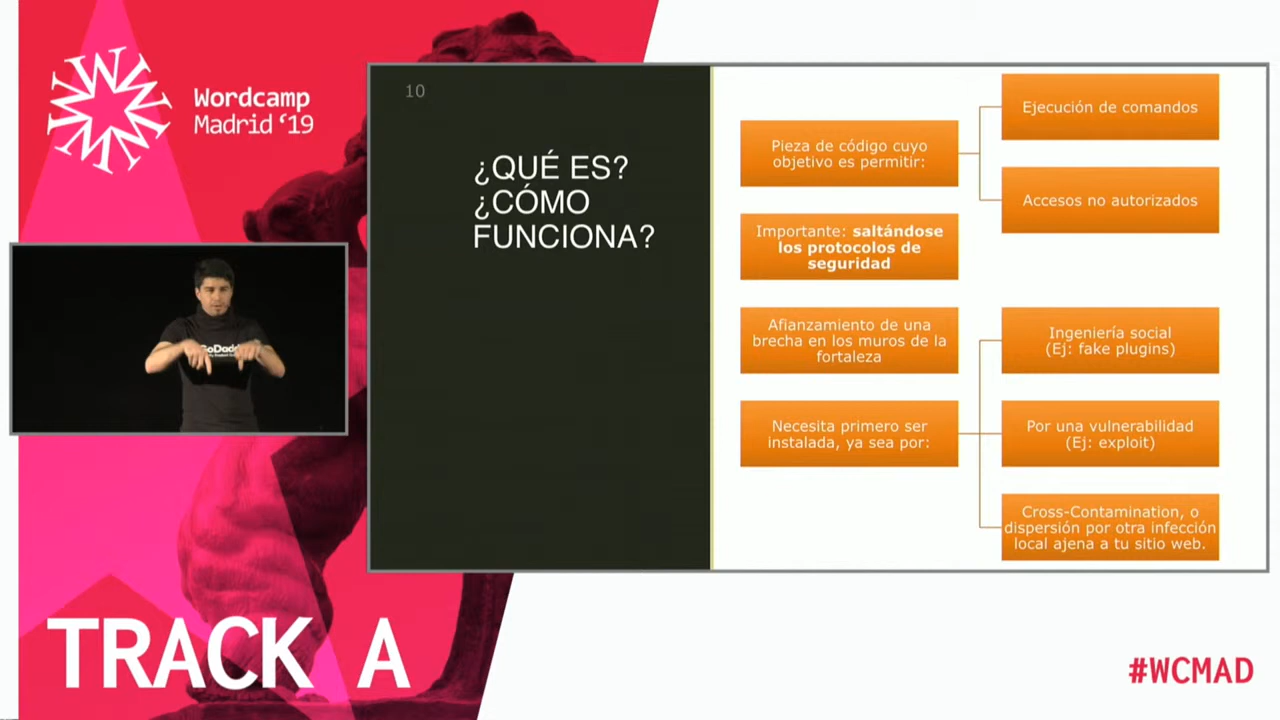 Wordcamp
Madrid ‘19
10
¿QUÉ ES?
¿CÓMO
FUNCIONA?
Pieza de código cuyo
objetivo es permitir:
Ejecución de comandos
Accesos no autorizados
Importante: saltándose
los protocolos de
seguridad
Afianzamiento de una
brecha en los muros de la
fortaleza
Necesita primero ser
instalada, ya sea por:
Ingeniería social
(Ej: fake plugins)
Por una vulnerabilidad
(Ej: exploit)
Cross-Contamination, o
dispersión por otra infección
local ajena a tu sitio web.
TRACK A
#WCMAD